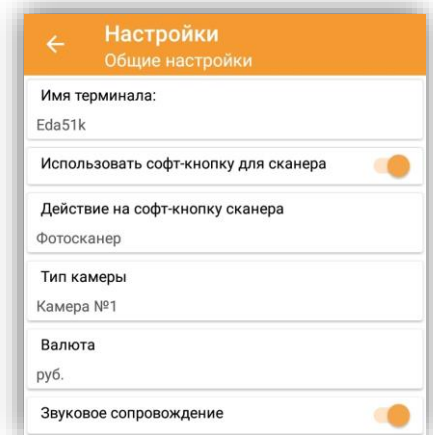 Настройки
Общие настройки
Имя терминала:
Eda51k
Использовать софт-кнопку для сканера
Действие на софт-кнопку сканера
Фотосканер
Тип камеры
Камера №1
Валюта
руб.
Звуковое сопровождение